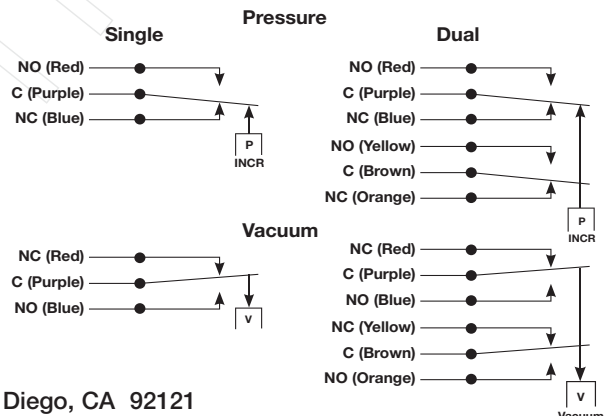 Pressure
Single
NO (Red)
C (Purple)
NC (Blue)
P
INCR
Dual
NO (Red)
C (Purple)
NC (Blue)
NO (Yellow)
C (Brown)
NC (Orange)
P
INCR
Vacuum
NC (Red)
C (Purple)
NO (Blue)
V
NC (Red)
C (Purple)
NO (Blue)
NC (Yellow)
C (Brown)
NO (Orange)
V
Vacuum
Diego, CA 92121